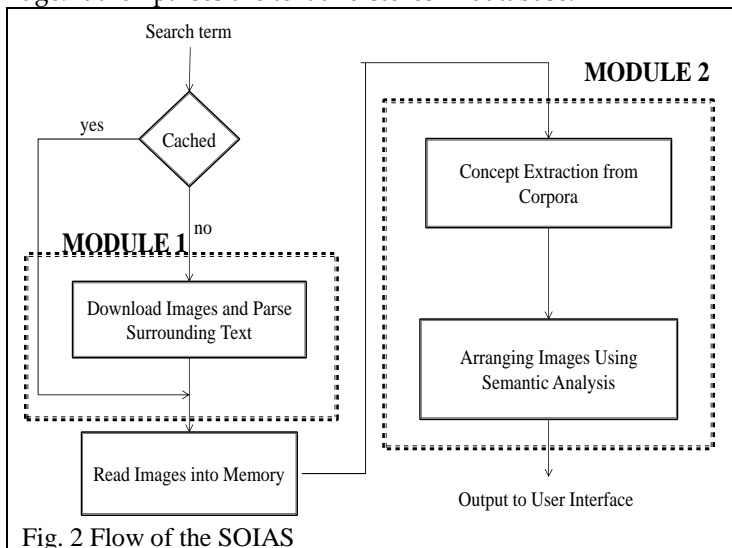 Search term
yes
Cached
no
MODULE 1
Download Images and Parse
Surrounding Text
Read Images into Memory
MODULE 2
Concept Extraction from
Corpora
Arranging Images Using
Semantic Analysis
Output to User Interface
Fig. 2 Flow of the SOIAS